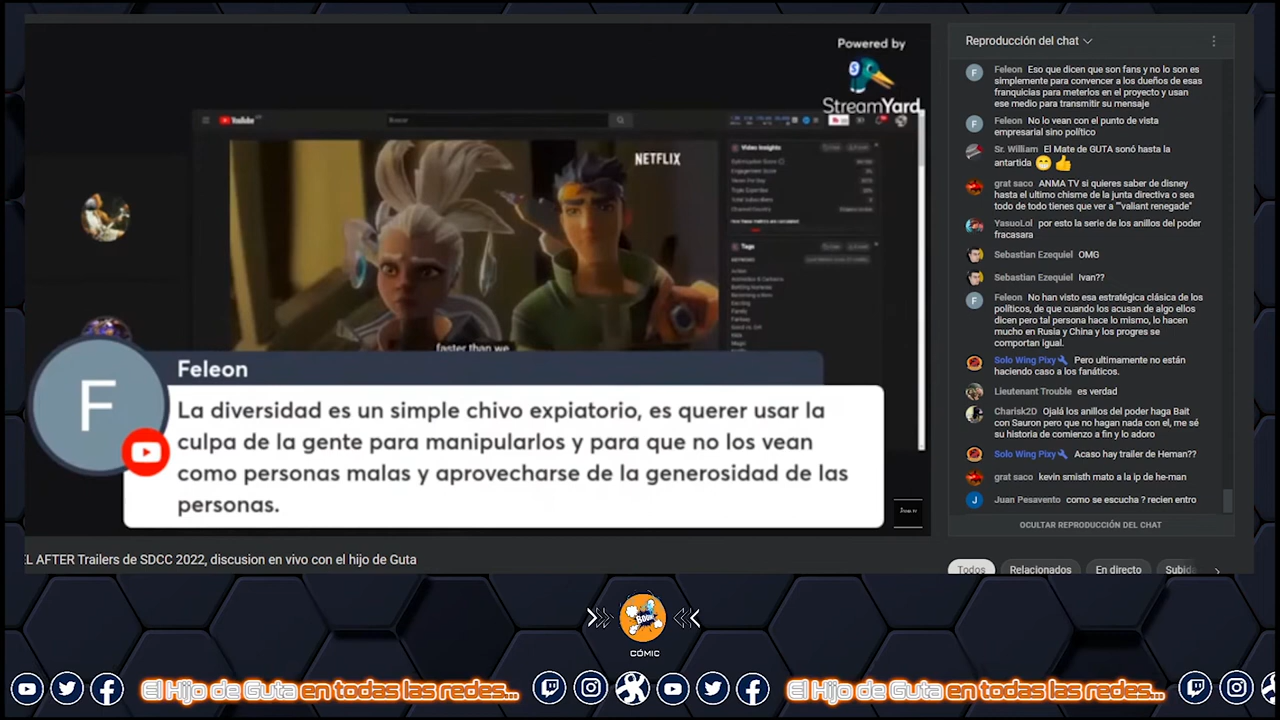 Powered by
StreamYard
YouTube
Buscar
NETFLIX
Video Insights
Tags
faster than we
Feleon
La diversidad es un simple chivo expiatorio, es querer usar la
culpa de la gente para manipularlos y para que no los vean
como personas malas y aprovecharse de la generosidad de las
personas.
EL AFTER Trailers de SDCC 2022, discusion en vivo con el hijo de Guta
Reproducción del chat
Feleon Eso que dicen que son fans y no lo son es
simplemente para convencer a los dueños de esas
franquicias para meterlos en el proyecto y usan
ese medio para transmitir su mensaje
Feleon No lo vean con el punto de vista
empresarial sino político
Sr. William El Mate de GUTA sonó hasta la
antartida 😁👍
grat saco ANMA TV si quieres saber de disney
hasta el ultimo chisme de la junta directiva o sea
todo de todo tienes que ver a "'valiant renegade'
YasuoLol por esto la serie de los anillos del poder
fracasara
Sebastian Ezequiel OMG
Sebastian Ezequiel Ivan??
Feleon No han visto esa estratégica clásica de los
políticos, de que cuando los acusan de algo ellos
dicen pero tal persona hace lo mismo, lo hacen
mucho en Rusia y China y los progres se
comportan igual.
Solo Wing Pixy Pero ultimamente no están
haciendo caso a los fanáticos.
Lieutenant Trouble es verdad
Charisk2D Ojalá los anillos del poder haga Bait
con Sauron pero que no hagan nada con el, me sé
su historia de comienzo a fin y lo adoro
Solo Wing Pixy Acaso hay trailer de Heman??
grat saco kevin smisth mato a la ip de he-man
Juan Pesavento como se escucha ? recien entro
OCULTAR REPRODUCCIÓN DEL CHAT
Todos Relacionados En directo Subid
BOOM!
CÓMIC
El Hijo de Guta en todas las redes... El Hijo de Guta en todas las redes...